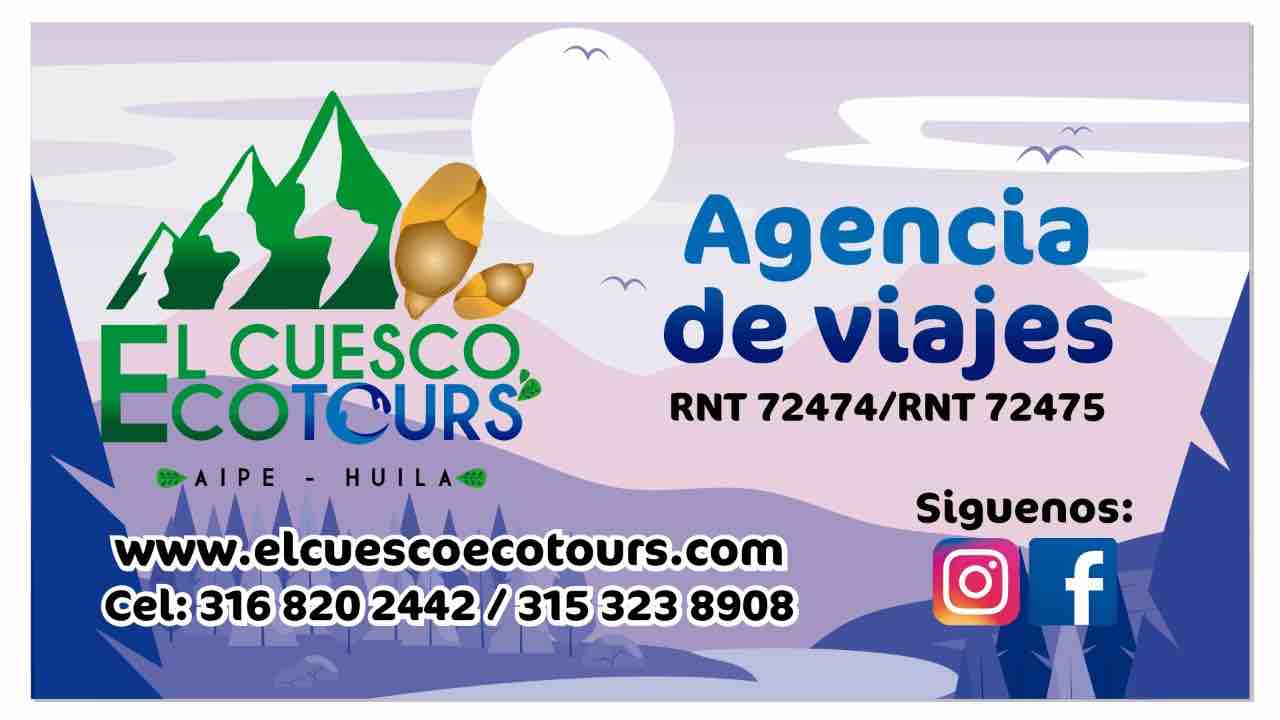 EL CUESCO
ECOTOURS
AIPE - HUILA
www.elcuescoecotours.com
Cel: 316 820 2442 / 315 323 8908
Agencia
de viajes
RNT 72474/RNT 72475
Siguenos: